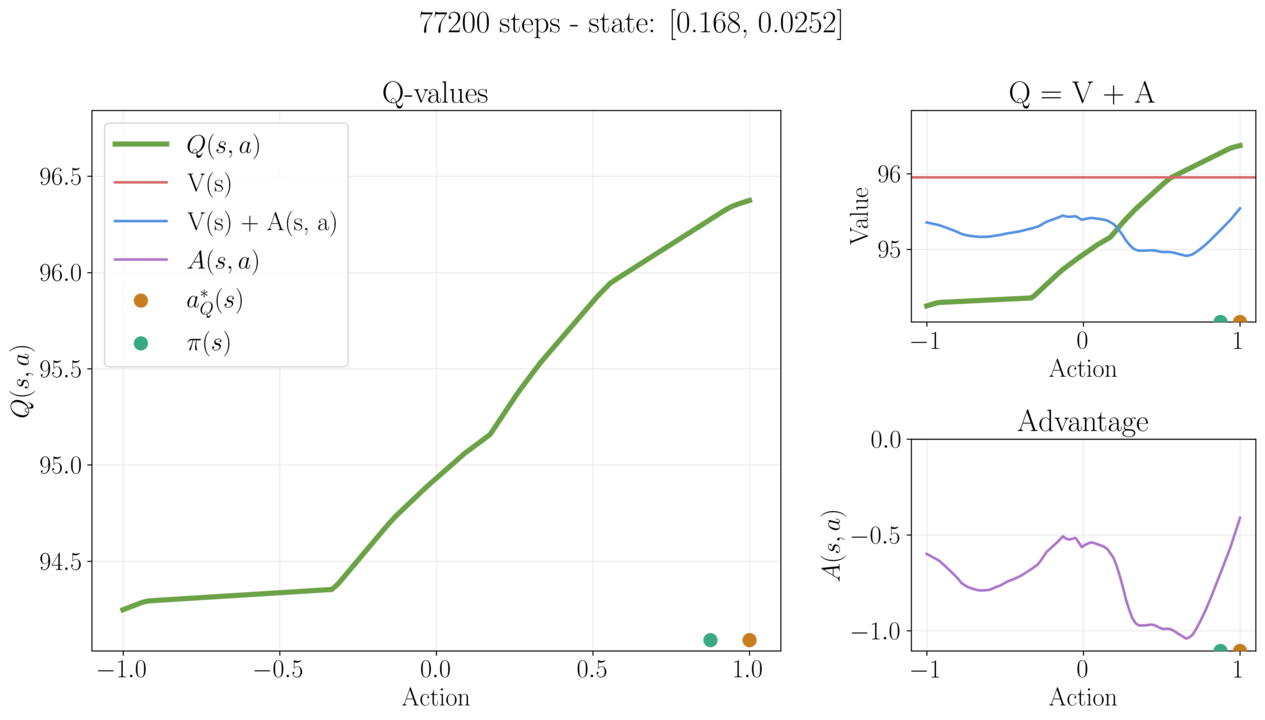 77200 steps - state: [0.168, 0.0252]
Q-values
Q(s, a)
V(s)
V(s) + A(s, a)
A(s, a)
a*_Q(s)
π(s)
Q(s, a)
96.5
96.0
95.5
95.0
94.5
−1.0 −0.5 0.0 0.5 1.0
Action
Q = V + A
Value
96
95
−1 0 1
Action
Advantage
A(s, a)
0.0
−0.5
−1.0
−1 0 1
Action